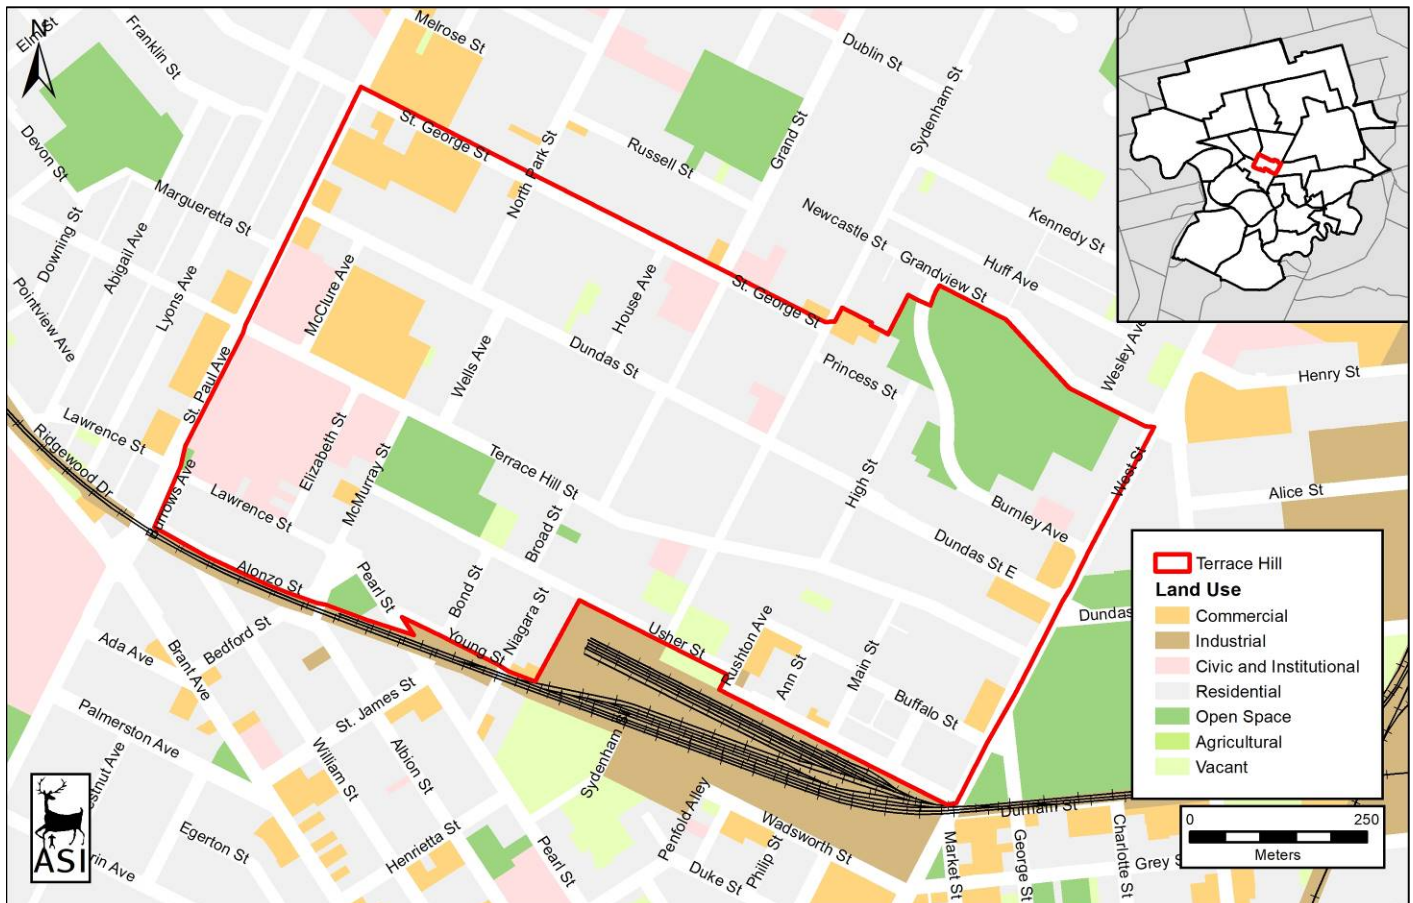 Elm St
N
Franklin St
Melrose St
Dublin St
Sydenham St
Devon St
St. George St
North Park St
Russell St
Grand St
Margueretta St
Kennedy St
Newcastle St
Huff Ave
Grandview St
Downing St
Abigail Ave
Lyons Ave
McClure Ave
House Ave
St. George St
Pointview Ave
Wesley Ave
Henry St
St. Paul Ave
Wells Ave
Dundas St
Princess St
Lawrence St
Ridgewood Dr
Elizabeth St
McMurray St
Terrace Hill St
High St
West St
Alice St
Burrows Ave
Lawrence St
Broad St
Burnley Ave
Dundas St E
Alonzo St
Pearl St
Bond St
Niagara St
Young St
Usher St
Rushton Ave
Ann St
Main St
Buffalo St
Dundas
Ada Ave
Brant Ave
Bedford St
Palmerston Ave
St. James St
William St
Albion St
Sydenham St
Penfold Alley
Wadsworth St
Philip St
Duke St
Egerton St
Henrietta St
Pearl St
Durham St
Market St
George St
Charlotte St
Grey S
estnut Ave
rin Ave
ASI
Terrace Hill
Land Use
Commercial
Industrial
Civic and Institutional
Residential
Open Space
Agricultural
Vacant
0 250
Meters